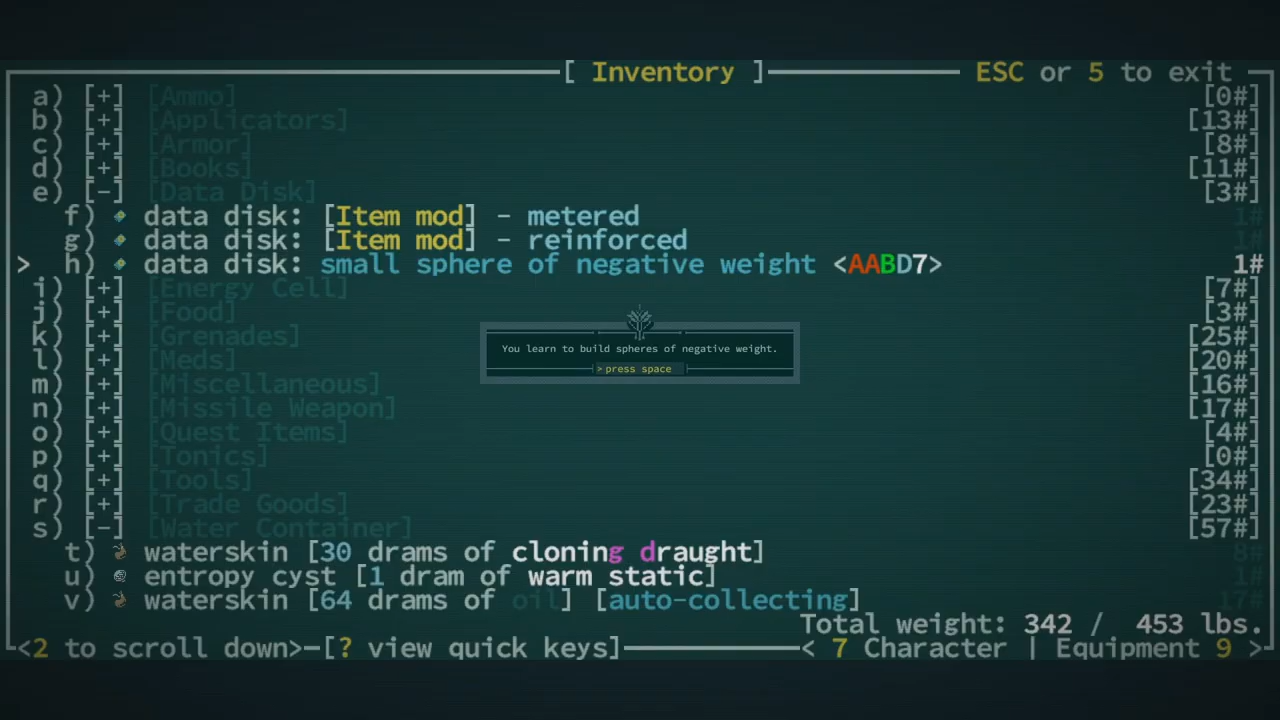 [ Inventory ] ESC or 5 to exit
a) [+] [Ammo] [0#]
b) [+] [Applicators] [13#]
c) [+] [Armor] [8#]
d) [+] [Books] [11#]
e) [-] [Data Disk] [3#]
f) data disk: [Item mod] - metered 1#
g) data disk: [Item mod] - reinforced 1#
> h) data disk: small sphere of negative weight <AABD7> 1#
i) [+] [Energy Cell] [7#]
j) [+] [Food] [3#]
k) [+] [Grenades] [25#]
l) [+] [Meds] [20#]
m) [+] [Miscellaneous] [16#]
n) [+] [Missile Weapon] [17#]
o) [+] [Quest Items] [4#]
p) [+] [Tonics] [0#]
q) [+] [Tools] [34#]
r) [+] [Trade Goods] [23#]
s) [-] [Water Container] [57#]
t) waterskin [30 drams of cloning draught] 8#
u) entropy cyst [1 dram of warm static] 1#
v) waterskin [64 drams of oil] [auto-collecting] 17#
Total weight: 342 / 453 lbs.
<2 to scroll down> [? view quick keys] < 7 Character | Equipment 9 >
You learn to build spheres of negative weight.
> press space